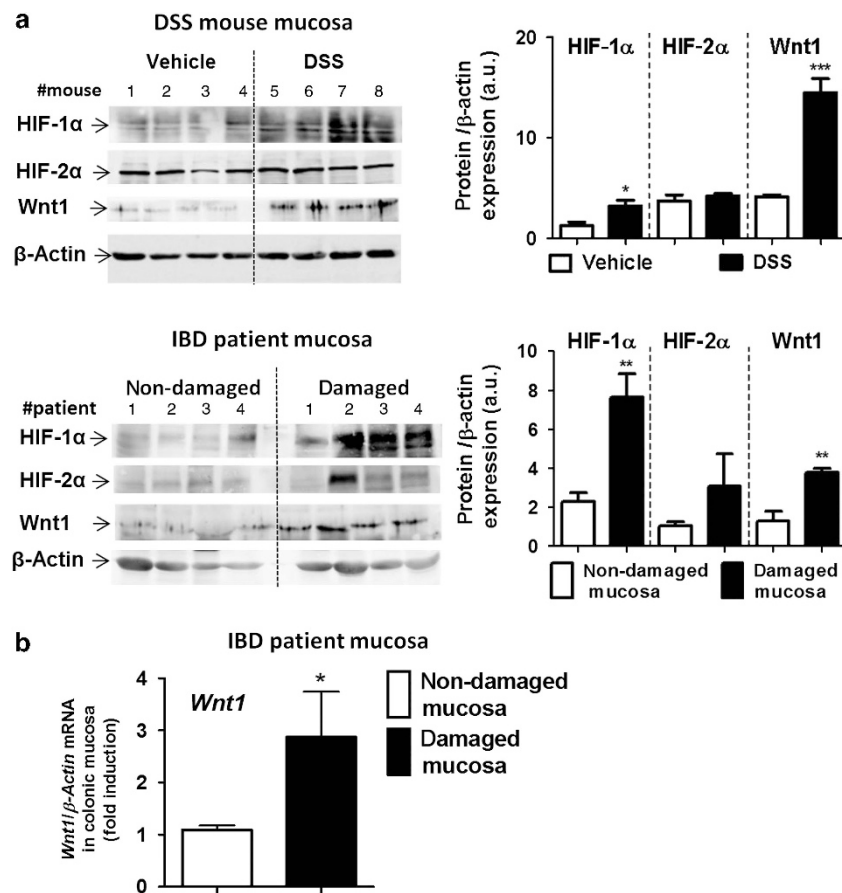 a
DSS mouse mucosa
Vehicle DSS
#mouse 1 2 3 4 5 6 7 8
HIF-1α
HIF-2α
Wnt1
β-Actin
Protein /β-actin
expression (a.u.)
20
10
0
HIF-1α HIF-2α Wnt1
* ***
Vehicle DSS
IBD patient mucosa
Non-damaged Damaged
#patient
1 2 3 4 1 2 3 4
HIF-1α
HIF-2α
Wnt1
β-Actin
Protein /β-actin
expression (a.u.)
10
8
6
4
2
0
HIF-1α HIF-2α Wnt1
** **
Non-damaged
mucosa
Damaged
mucosa
b
IBD patient mucosa
Wnt1/β-Actin mRNA
in colonic mucosa
(fold induction)
4
3
2
1
0
Wnt1
*
Non-damaged
mucosa
Damaged
mucosa